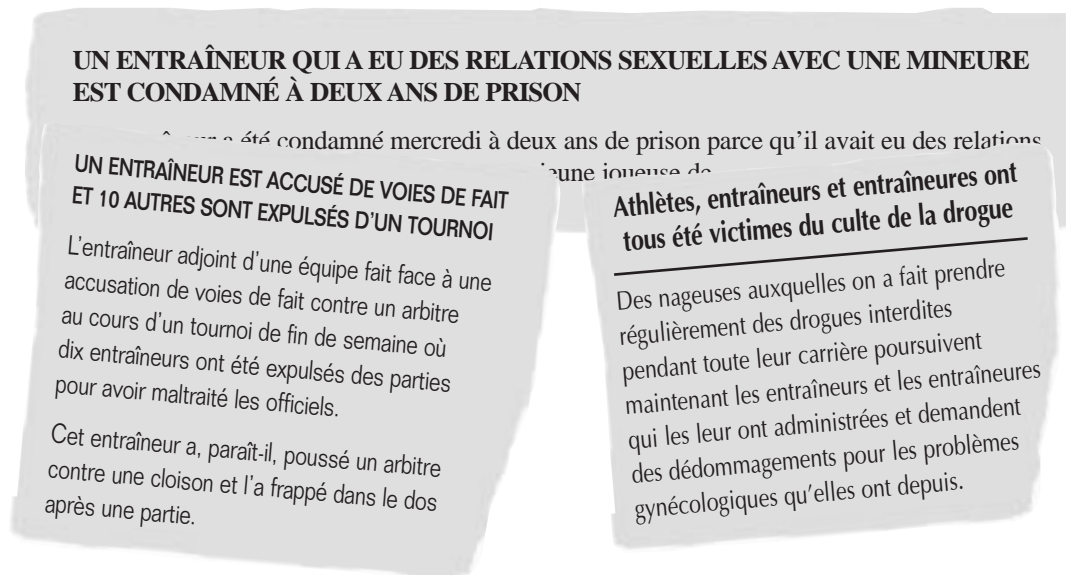 UN ENTRAÎNEUR QUI A EU DES RELATIONS SEXUELLES AVEC UNE MINEURE
EST CONDAMNÉ À DEUX ANS DE PRISON
a été condamné mercredi à deux ans de prison parce qu'il avait eu des relations
joueuse de
UN ENTRAÎNEUR EST ACCUSÉ DE VOIES DE FAIT
ET 10 AUTRES SONT EXPULSÉS D'UN TOURNOI
L'entraîneur adjoint d'une équipe fait face à une
accusation de voies de fait contre un arbitre
au cours d'un tournoi de fin de semaine où
dix entraîneurs ont été expulsés des parties
pour avoir maltraité les officiels.
Cet entraîneur a, paraît-il, poussé un arbitre
contre une cloison et l'a frappé dans le dos
après une partie.
Athlètes, entraîneurs et entraîneures ont
tous été victimes du culte de la drogue
Des nageuses auxquelles on a fait prendre
régulièrement des drogues interdites
pendant toute leur carrière poursuivent
maintenant les entraîneurs et les entraîneures
qui les leur ont administrées et demandent
des dédommagements pour les problèmes
gynécologiques qu'elles ont depuis.